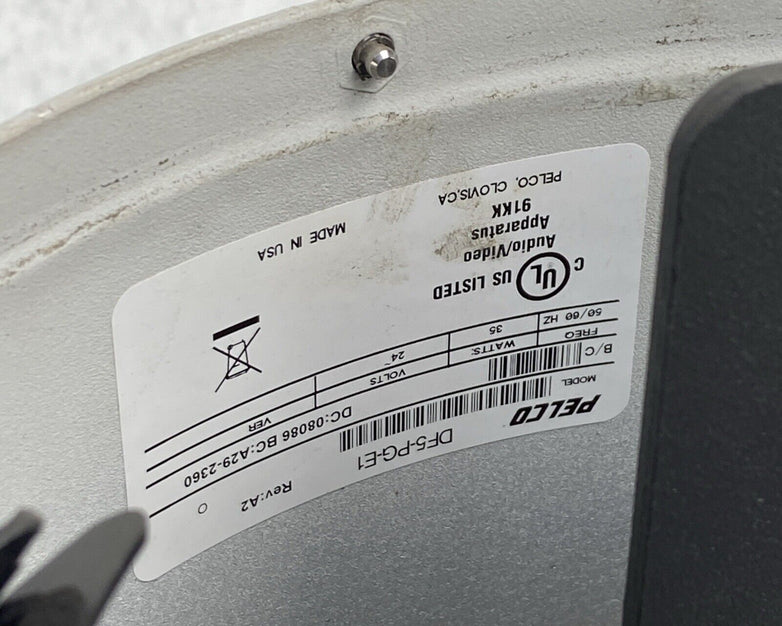 PELCO
MODEL DF5-PG-E1 Rev:A2
B/C DC:08086 BC:A29-2360
FREQ WATTS: VOLTS VER
50/60 HZ 35 24~
C UL US LISTED
Audio/Video
Apparatus
91KK
PELCO, CLOVIS,CA
MADE IN USA